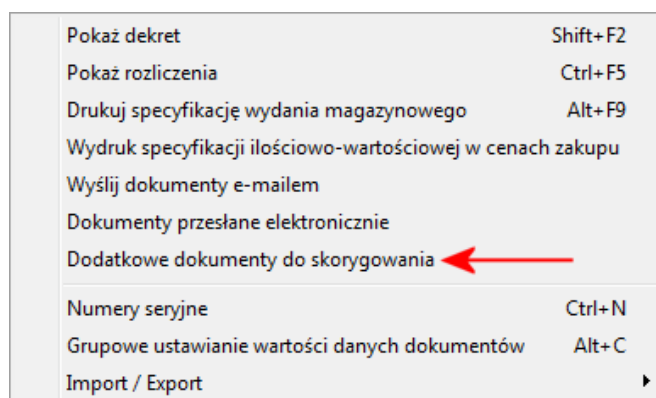 Pokaż dekret Shift+F2
Pokaż rozliczenia Ctrl+F5
Drukuj specyfikację wydania magazynowego Alt+F9
Wydruk specyfikacji ilościowo-wartościowej w cenach zakupu
Wyślij dokumenty e-mailem
Dokumenty przesłane elektronicznie
Dodatkowe dokumenty do skorygowania
Numery seryjne Ctrl+N
Grupowe ustawianie wartości danych dokumentów Alt+C
Import / Export